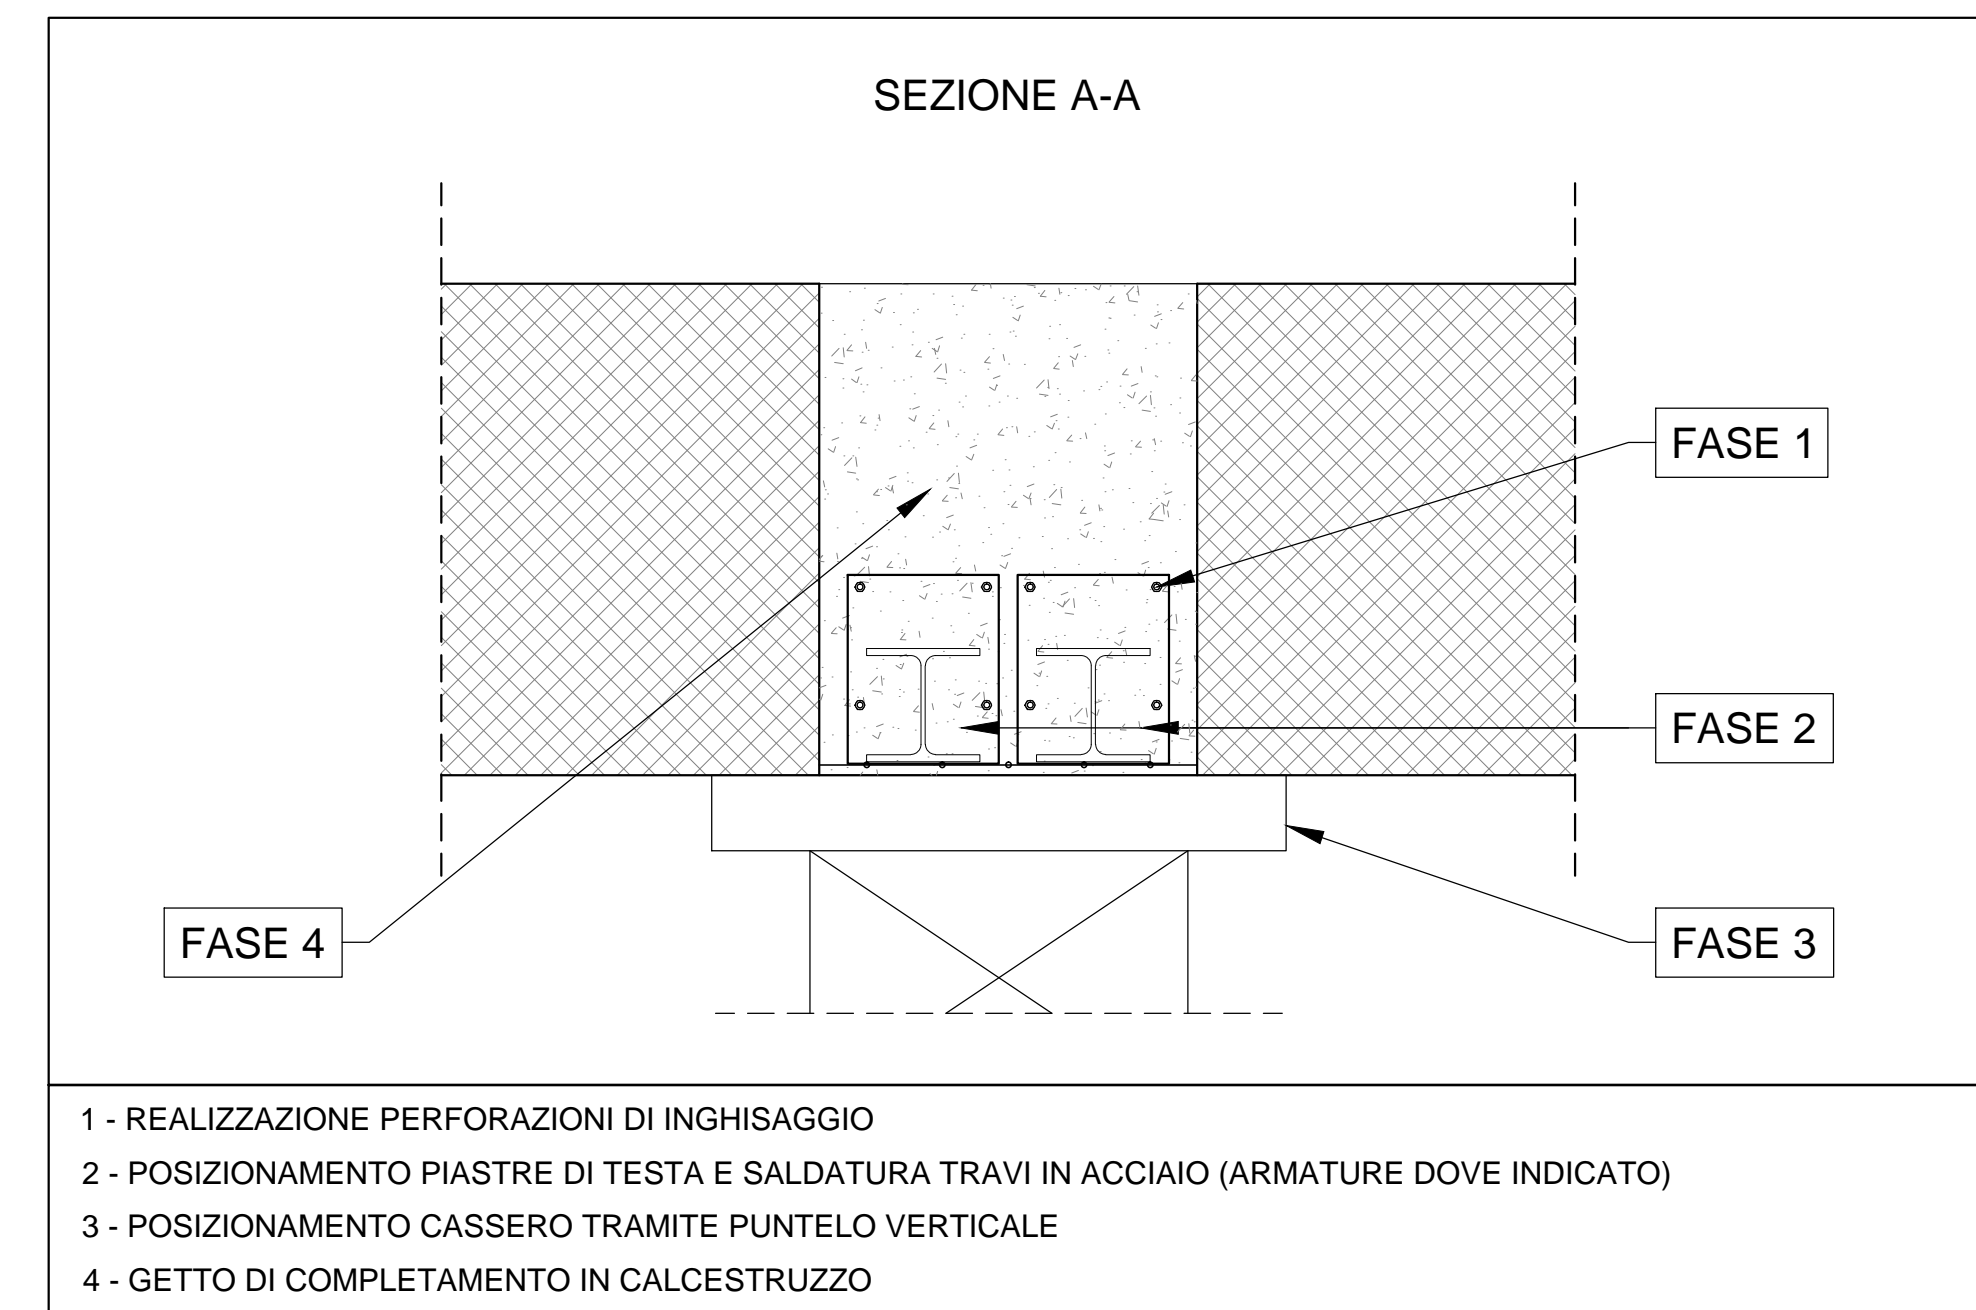 SEZIONE A-A
FASE 1
FASE 2
FASE 4
FASE 3
1 - REALIZZAZIONE PERFORAZIONI DI INGHISAGGIO
2 - POSIZIONAMENTO PIASTRE DI TESTA E SALDATURA TRAVI IN ACCIAIO (ARMATURE DOVE INDICATO)
3 - POSIZIONAMENTO CASSERO TRAMITE PUNTELO VERTICALE
4 - GETTO DI COMPLETAMENTO IN CALCESTRUZZO